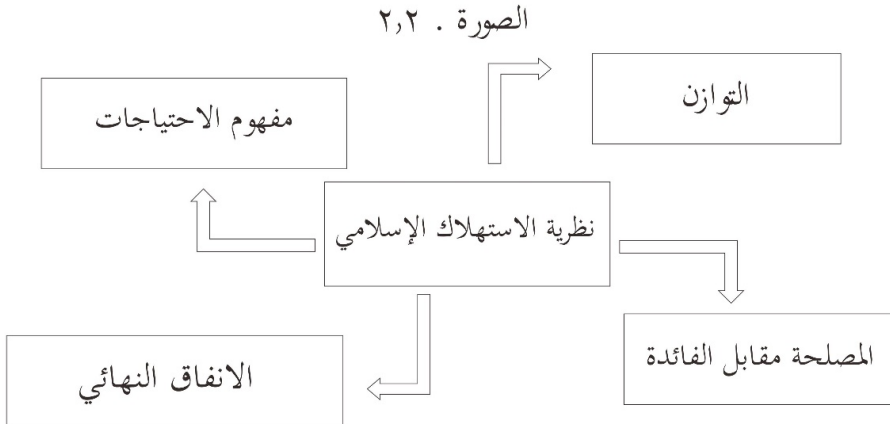 الصورة . ٢,٢
التوازن
مفهوم الاحتياجات
نظرية الاستهلاك الإسلامي
المصلحة مقابل الفائدة
الانفاق النهائي